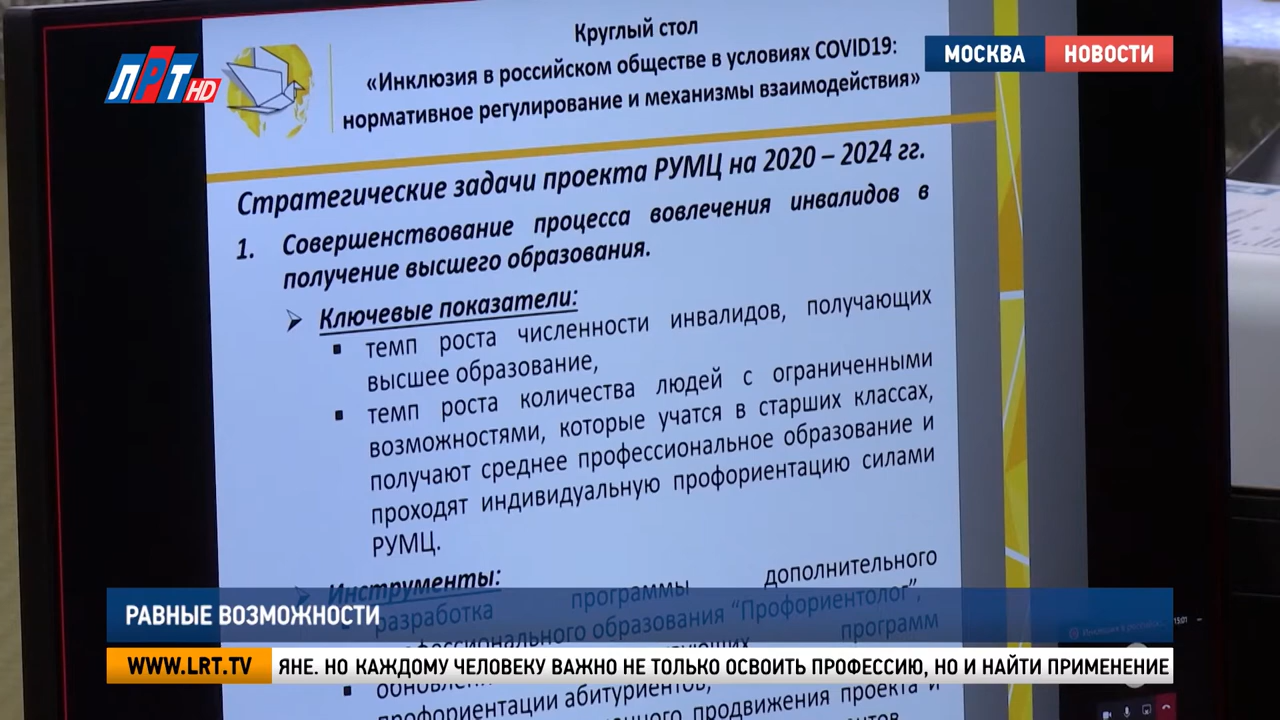 Круглый стол
«Инклюзия в российском обществе в условиях COVID19:
нормативное регулирование и механизмы взаимодействия»
ЛРТ HD
МОСКВА НОВОСТИ
Стратегические задачи проекта РУМЦ на 2020 – 2024 гг.
1. Совершенствование процесса вовлечения инвалидов в
получение высшего образования.
➢ Ключевые показатели:
▪ темп роста численности инвалидов, получающих
высшее образование,
▪ темп роста количества людей с ограниченными
возможностями, которые учатся в старших классах,
получают среднее профессиональное образование и
проходят индивидуальную профориентацию силами
РУМЦ.
Инструменты:
разработка программы дополнительного
образования "Профориентолог",
программ
профориентации абитуриентов,
продвижения проекта и
15:01
РАВНЫЕ ВОЗМОЖНОСТИ
WWW.LRT.TV ЯНЕ. НО КАЖДОМУ ЧЕЛОВЕКУ ВАЖНО НЕ ТОЛЬКО ОСВОИТЬ ПРОФЕССИЮ, НО И НАЙТИ ПРИМЕНЕНИЕ